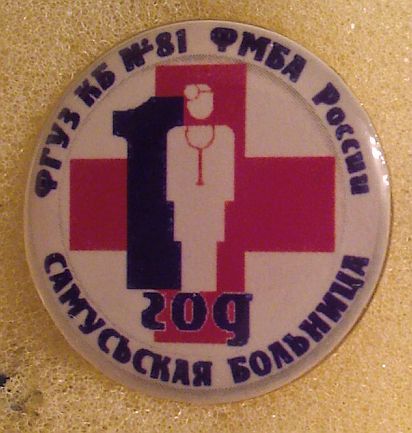 ФГУЗ КБ №81 ФМБА России
1
год
САМУСЬСКАЯ БОЛЬНИЦА